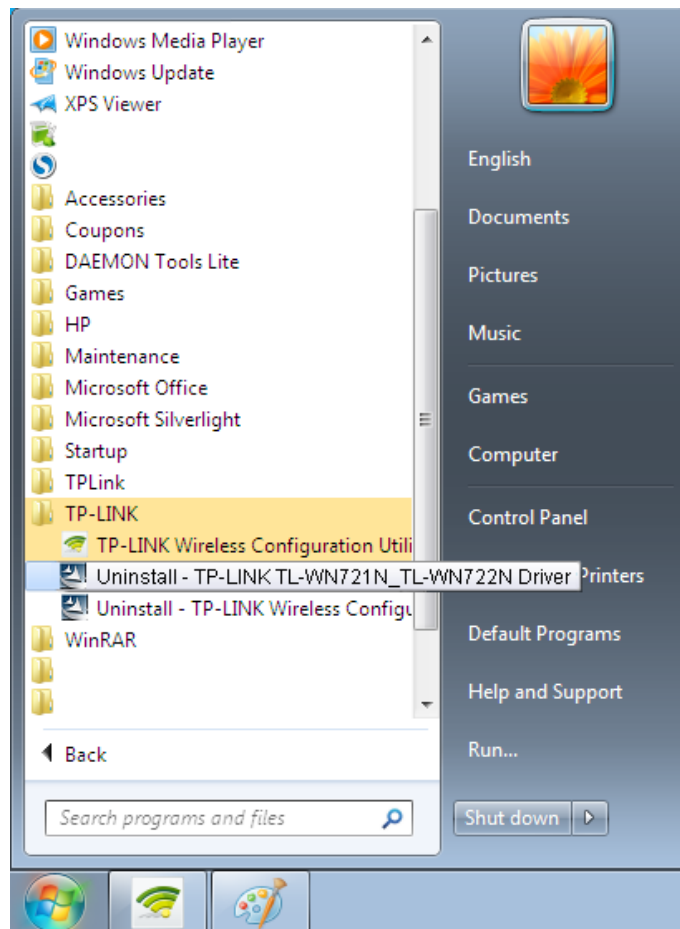 Windows Media Player
Windows Update
XPS Viewer
Accessories
Coupons
DAEMON Tools Lite
Games
HP
Maintenance
Microsoft Office
Microsoft Silverlight
Startup
TPLink
TP-LINK
TP-LINK Wireless Configuration Utili
Uninstall - TP-LINK TL-WN721N_TL-WN722N Driver
Uninstall - TP-LINK Wireless Configu
WinRAR
Back
Search programs and files
English
Documents
Pictures
Music
Games
Computer
Control Panel
Printers
Default Programs
Help and Support
Run...
Shut down